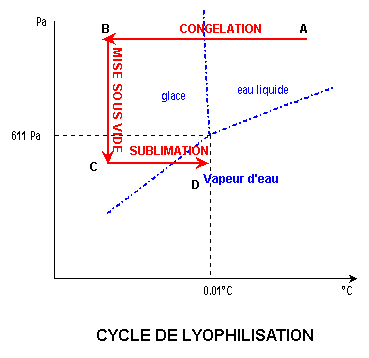 Pa
B
CONGELATION
A
MISE SOUS VIDE
glace
eau liquide
611 Pa
SUBLIMATION
C
D
Vapeur d'eau
0.01°C
°C
CYCLE DE LYOPHILISATION